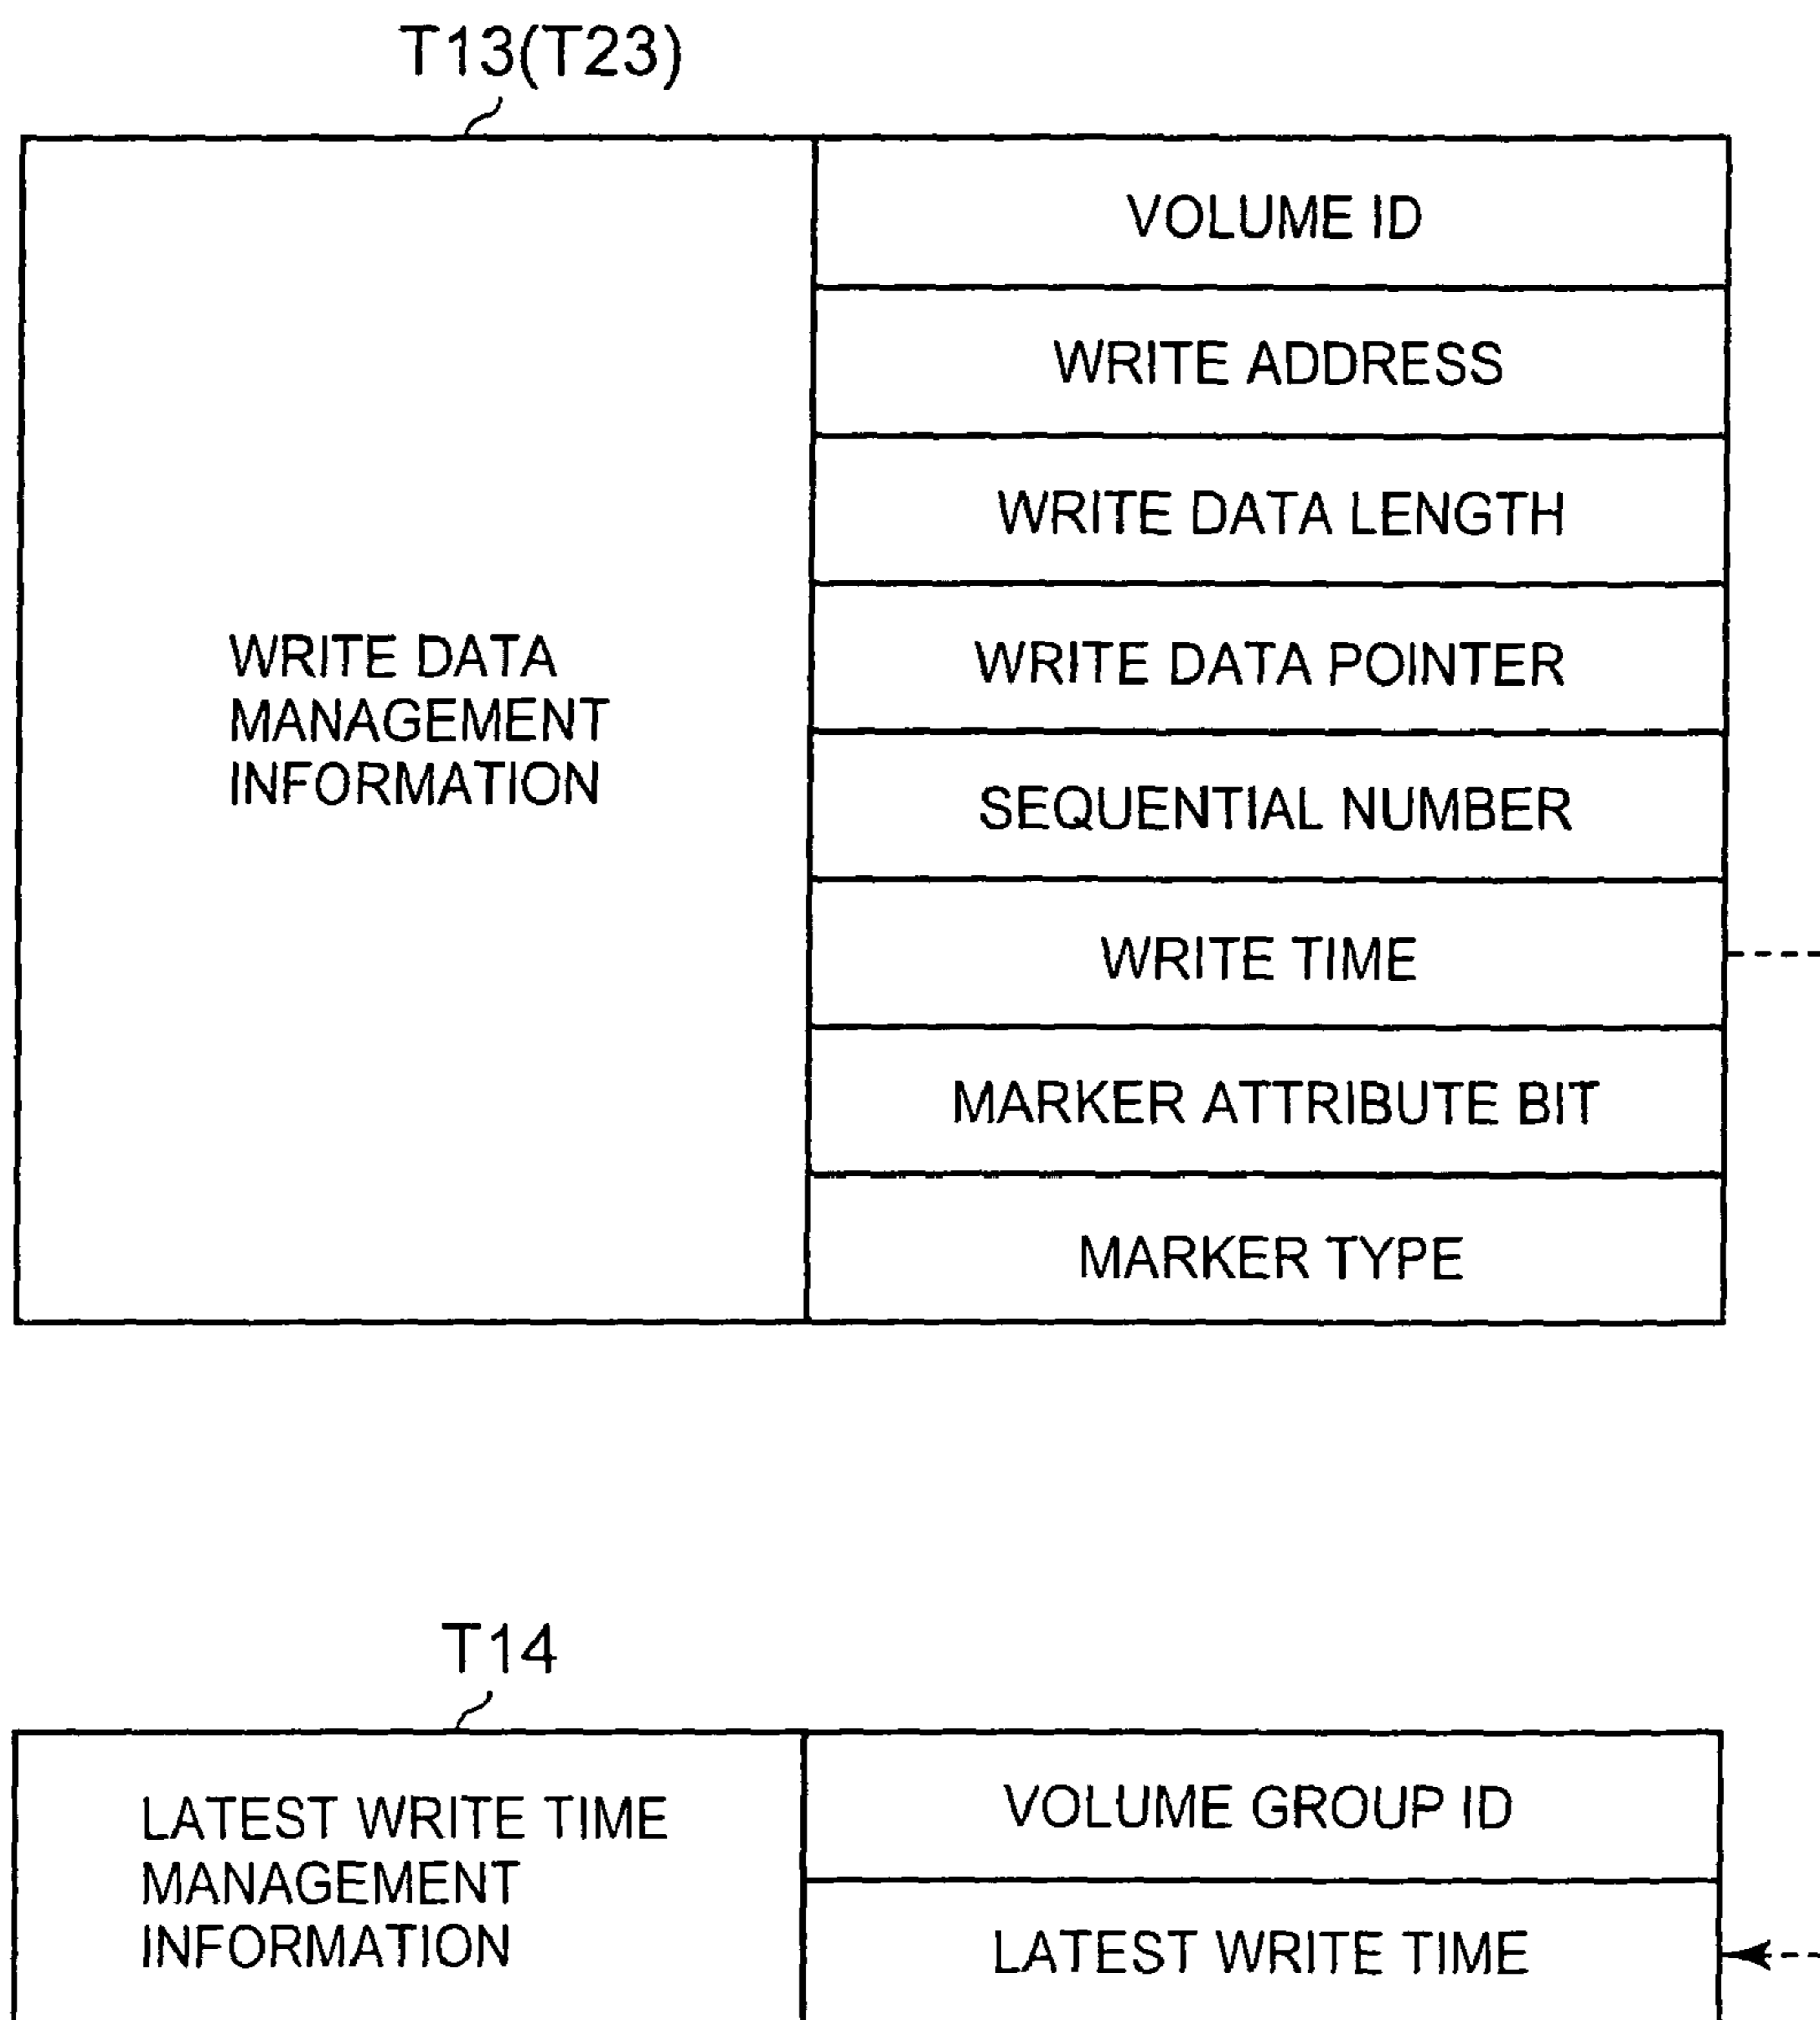 T13(T23)
VOLUME ID
WRITE ADDRESS
WRITE DATA LENGTH
WRITE DATA POINTER
WRITE DATA
MANAGEMENT
INFORMATION
SEQUENTIAL NUMBER
WRITE TIME
MARKER ATTRIBUTE BIT
MARKER TYPE
T14
LATEST WRITE TIME
MANAGEMENT
INFORMATION
VOLUME GROUP ID
LATEST WRITE TIME